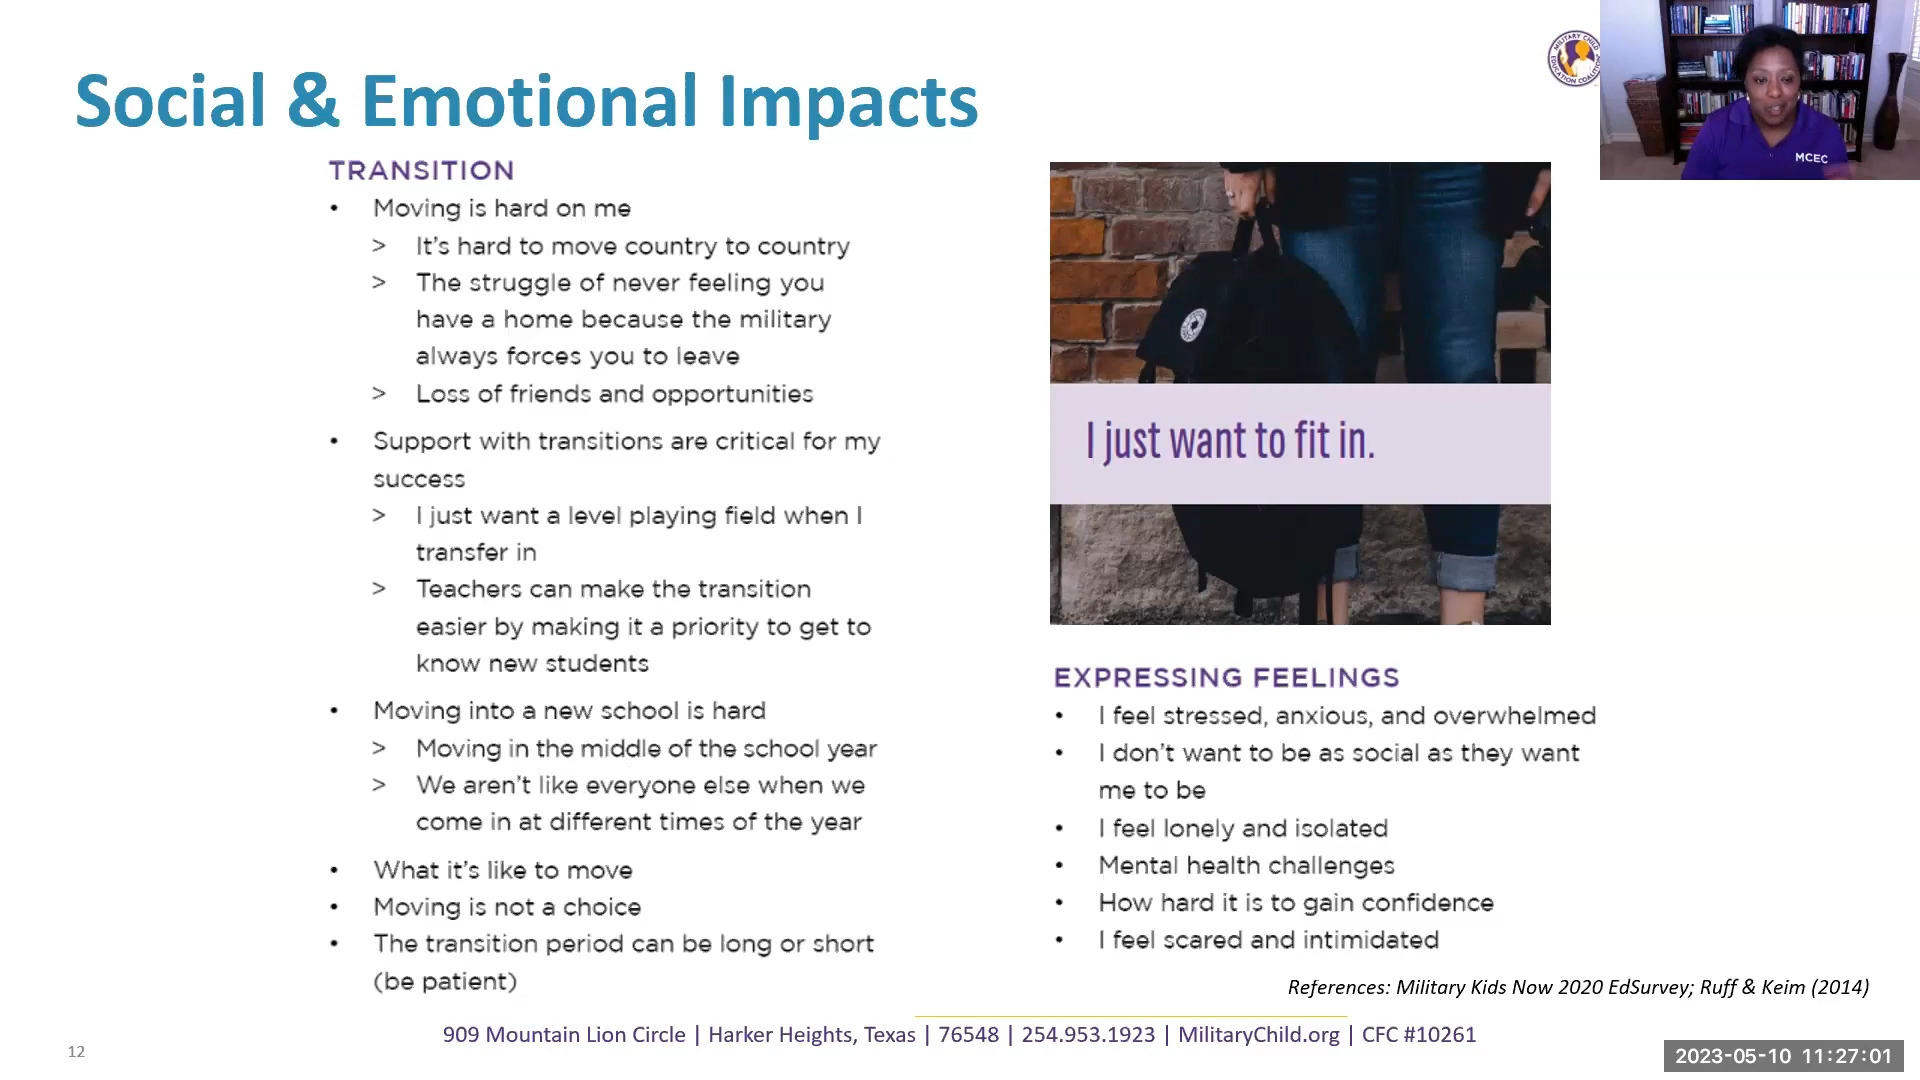 Social & Emotional Impacts
MILITARY CHILD
EDUCATION COALITION
MCEC
TRANSITION
• Moving is hard on me
> It's hard to move country to country
> The struggle of never feeling you
have a home because the military
always forces you to leave
> Loss of friends and opportunities
• Support with transitions are critical for my
success
> I just want a level playing field when I
transfer in
> Teachers can make the transition
easier by making it a priority to get to
know new students
• Moving into a new school is hard
> Moving in the middle of the school year
> We aren't like everyone else when we
come in at different times of the year
• What it's like to move
• Moving is not a choice
• The transition period can be long or short
(be patient)
I just want to fit in.
EXPRESSING FEELINGS
• I feel stressed, anxious, and overwhelmed
• I don't want to be as social as they want
me to be
• I feel lonely and isolated
• Mental health challenges
• How hard it is to gain confidence
• I feel scared and intimidated
References: Military Kids Now 2020 EdSurvey; Ruff & Keim (2014)
909 Mountain Lion Circle | Harker Heights, Texas | 76548 | 254.953.1923 | MilitaryChild.org | CFC #10261
12
2023-05-10 11:27:01